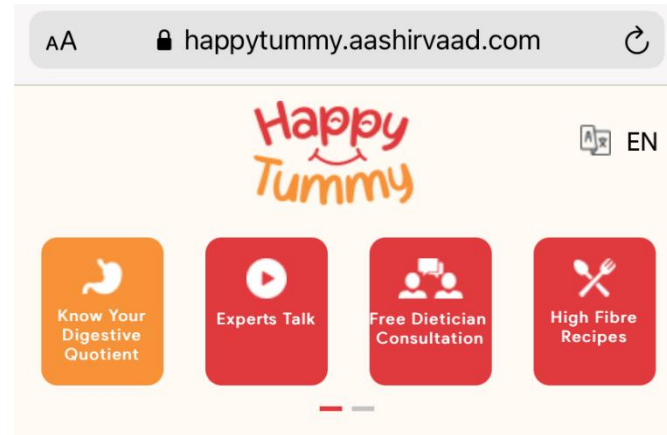 AA happytummy.aashirvaad.com
Happy
Tummy
EN
Know Your
Digestive
Quotient
Experts Talk
Free Dietician
Consultation
High Fibre
Recipes